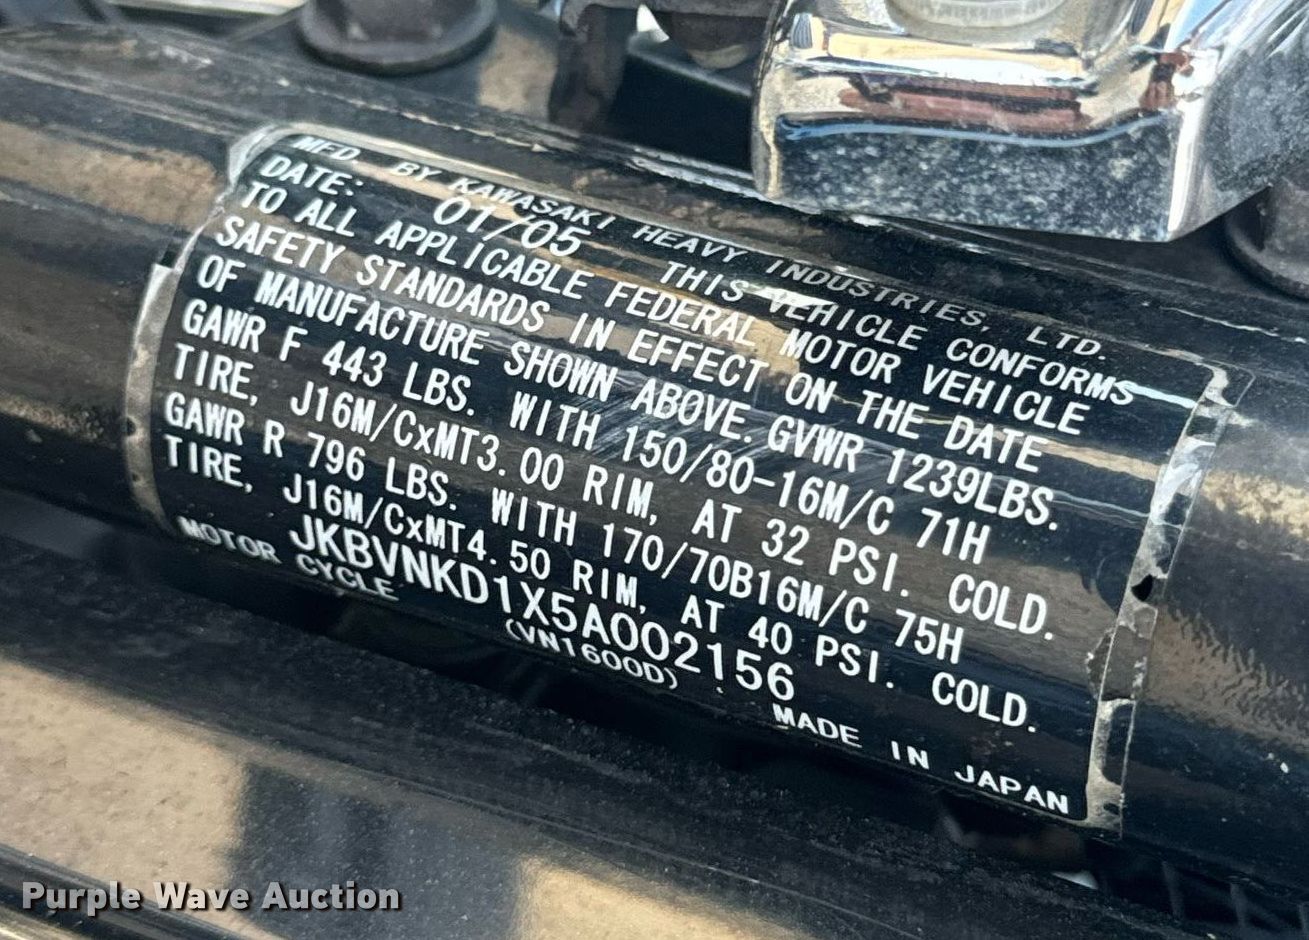 MFD. BY KAWASAKI HEAVY INDUSTRIES, LTD.
DATE: 01/05 THIS VEHICLE CONFORMS
TO ALL APPLICABLE FEDERAL MOTOR VEHICLE
SAFETY STANDARDS IN EFFECT ON THE DATE
OF MANUFACTURE SHOWN ABOVE. GVWR 1239LBS.
GAWR F 443 LBS. WITH 150/80-16M/C 71H
TIRE, J16M/CxMT3.00 RIM, AT 32 PSI. COLD.
GAWR R 796 LBS. WITH 170/70B16M/C 75H
TIRE, J16M/CxMT4.50 RIM, AT 40 PSI. COLD.
JKBVNKD1X5A002156
MOTOR CYCLE (VN1600D) MADE IN JAPAN
Purple Wave Auction